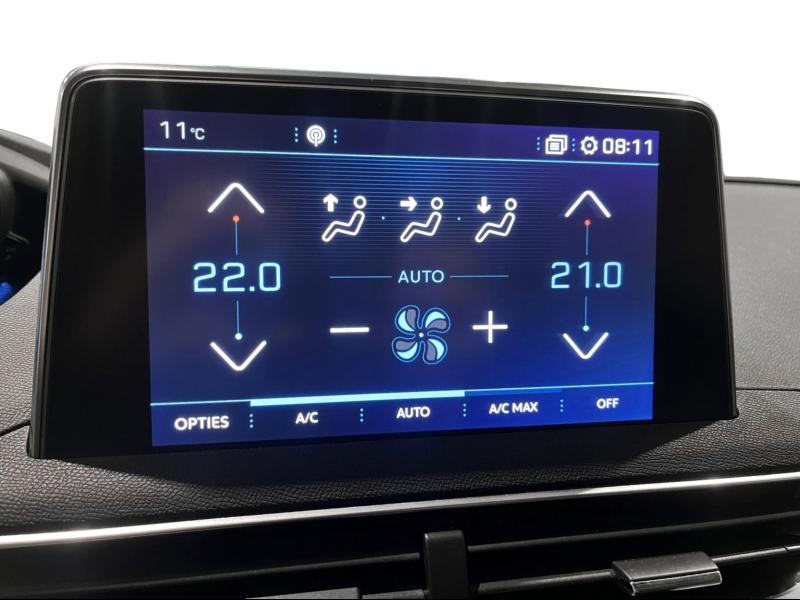 11°C 08:11
22.0 AUTO 21.0
OPTIES A/C AUTO A/C MAX OFF